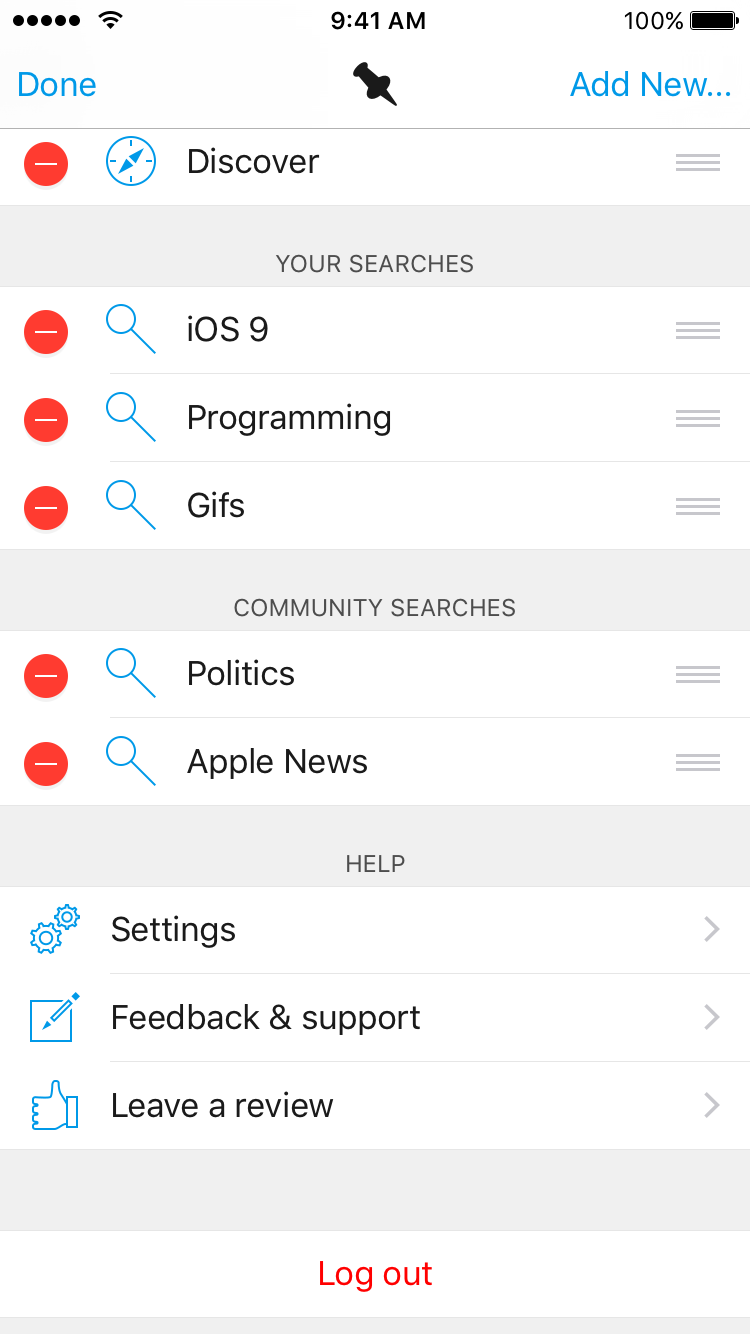 9:41 AM 100%
Done Add New...
Discover
YOUR SEARCHES
iOS 9
Programming
Gifs
COMMUNITY SEARCHES
Politics
Apple News
HELP
Settings
Feedback & support
Leave a review
Log out